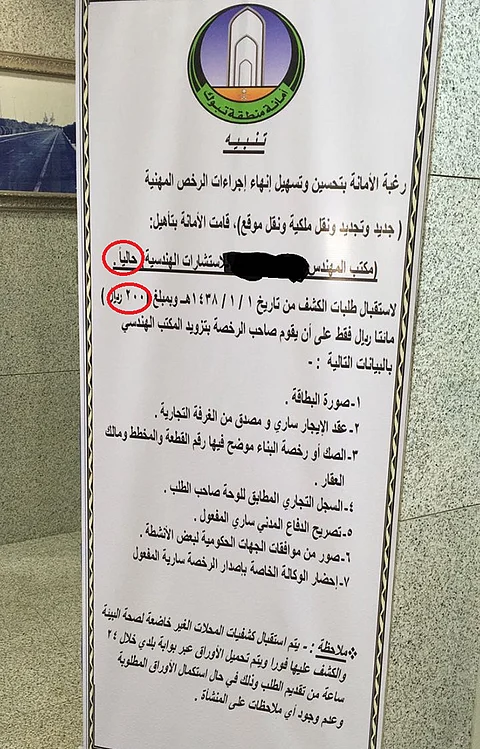 أمانة منطقة تبوك
تنبيه
رغبة الأمانة بتحسين وتسهيل إنهاء إجراءات الرخص المهنية
( جديد وتجديد ونقل ملكية ونقل موقع)، قامت الأمانة بتأهيل:
(مكتب المهندس لاستشارات الهندسية) حالياً .
لاستقبال طلبات الكشف من تاريخ ١ / ١ / ١٤٣٨هـ وبمبلغ ( ٢٠٠ ريال )
مائتا ريال فقط على أن يقوم صاحب الرخصة بتزويد المكتب الهندسي
بالبيانات التالية : -
١-صورة البطاقة .
٢-عقد الإيجار ساري و مصدق من الغرفة التجارية .
٣-الصك أو رخصة البناء موضح فيها رقم القطعة والمخطط ومالك
العقار .
٤-السجل التجاري المطابق للوحة صاحب الطلب .
٥-تصريح الدفاع المدني ساري المفعول .
٦-صور من موافقات الجهات الحكومية لبعض الأنشطة .
٧-إحضار الوكالة الخاصة بإصدار الرخصة سارية المفعول
❖ملاحظة : - يتم استقبال كشفيات المحلات الغير خاضعة لصحة البيئة
والكشف عليها فورا ويتم تحميل الأوراق عبر بوابة بلدي خلال ٢٤
ساعة من تقديم الطلب وذلك في حال استكمال الأوراق المطلوبة
وعدم وجود أي ملاحظات على المنشأة.